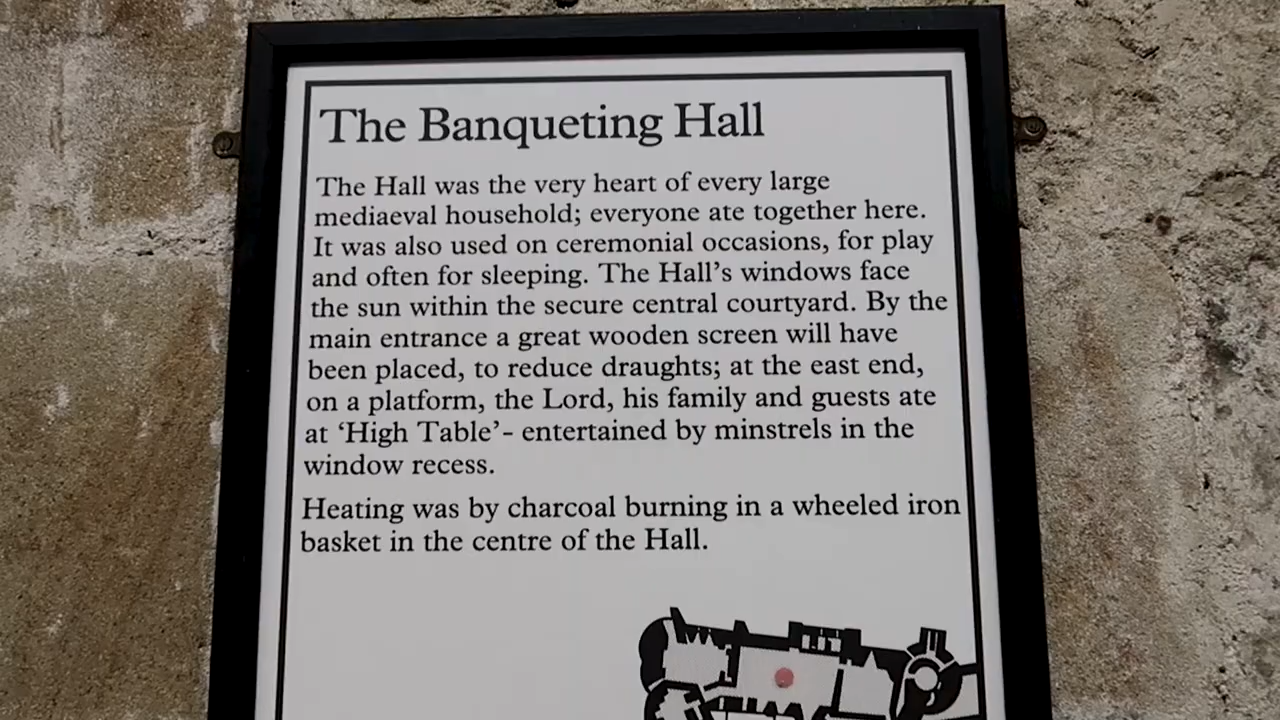 The Banqueting Hall
The Hall was the very heart of every large
mediaeval household; everyone ate together here.
It was also used on ceremonial occasions, for play
and often for sleeping. The Hall's windows face
the sun within the secure central courtyard. By the
main entrance a great wooden screen will have
been placed, to reduce draughts; at the east end,
on a platform, the Lord, his family and guests ate
at ‘High Table’- entertained by minstrels in the
window recess.
Heating was by charcoal burning in a wheeled iron
basket in the centre of the Hall.